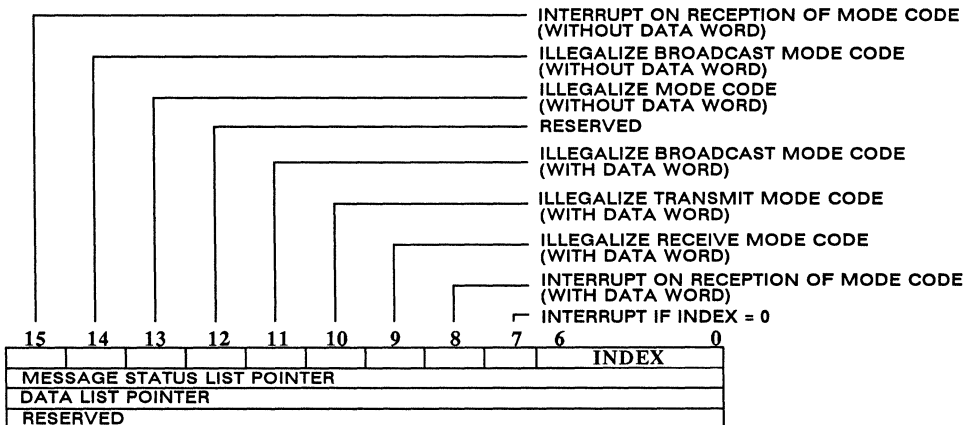 INTERRUPT ON RECEPTION OF MODE CODE
(WITHOUT DATA WORD)
ILLEGALIZE BROADCAST MODE CODE
(WITHOUT DATA WORD)
ILLEGALIZE MODE CODE
(WITHOUT DATA WORD)
RESERVED
ILLEGALIZE BROADCAST MODE CODE
(WITH DATA WORD)
ILLEGALIZE TRANSMIT MODE CODE
(WITH DATA WORD)
ILLEGALIZE RECEIVE MODE CODE
(WITH DATA WORD)
INTERRUPT ON RECEPTION OF MODE CODE
(WITH DATA WORD)
INTERRUPT IF INDEX = 0
15 14 13 12 11 10 9 8 7 6 0
INDEX
MESSAGE STATUS LIST POINTER
DATA LIST POINTER
RESERVED